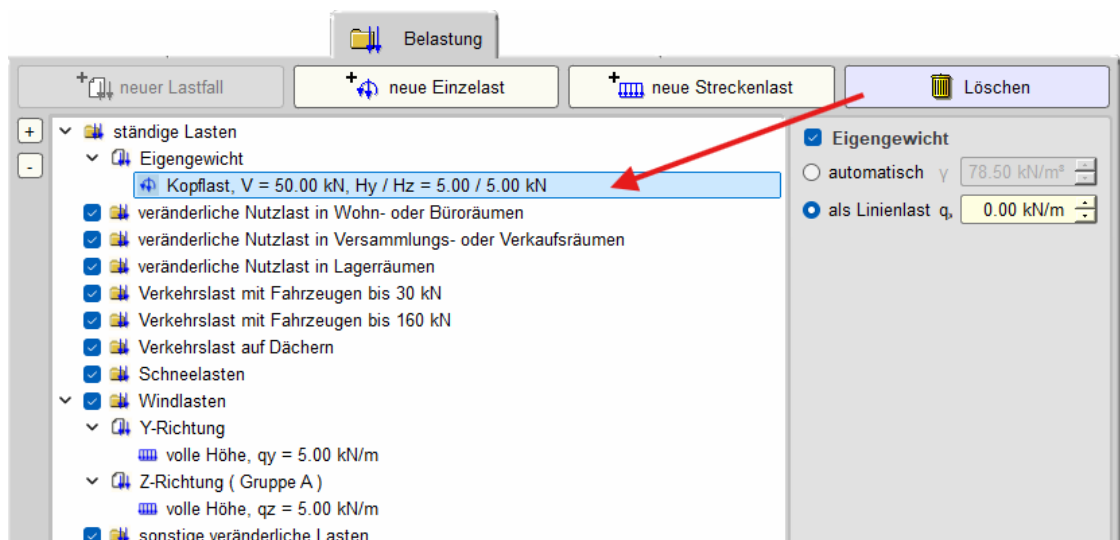 Belastung
neuer Lastfall
neue Einzelast
neue Streckenlast
Löschen
+
-
ständige Lasten
Eigengewicht
Kopflast, V = 50.00 kN, Hy / Hz = 5.00 / 5.00 kN
veränderliche Nutzlast in Wohn- oder Büroräumen
veränderliche Nutzlast in Versammlungs- oder Verkaufsräumen
veränderliche Nutzlast in Lagerräumen
Verkehrslast mit Fahrzeugen bis 30 kN
Verkehrslast mit Fahrzeugen bis 160 kN
Verkehrslast auf Dächern
Schneelasten
Windlasten
Y-Richtung
volle Höhe, qy = 5.00 kN/m
Z-Richtung ( Gruppe A )
volle Höhe, qz = 5.00 kN/m
sonstige veränderliche Lasten
Eigengewicht
automatisch γ 78.50 kN/m³
als Linienlast q, 0.00 kN/m